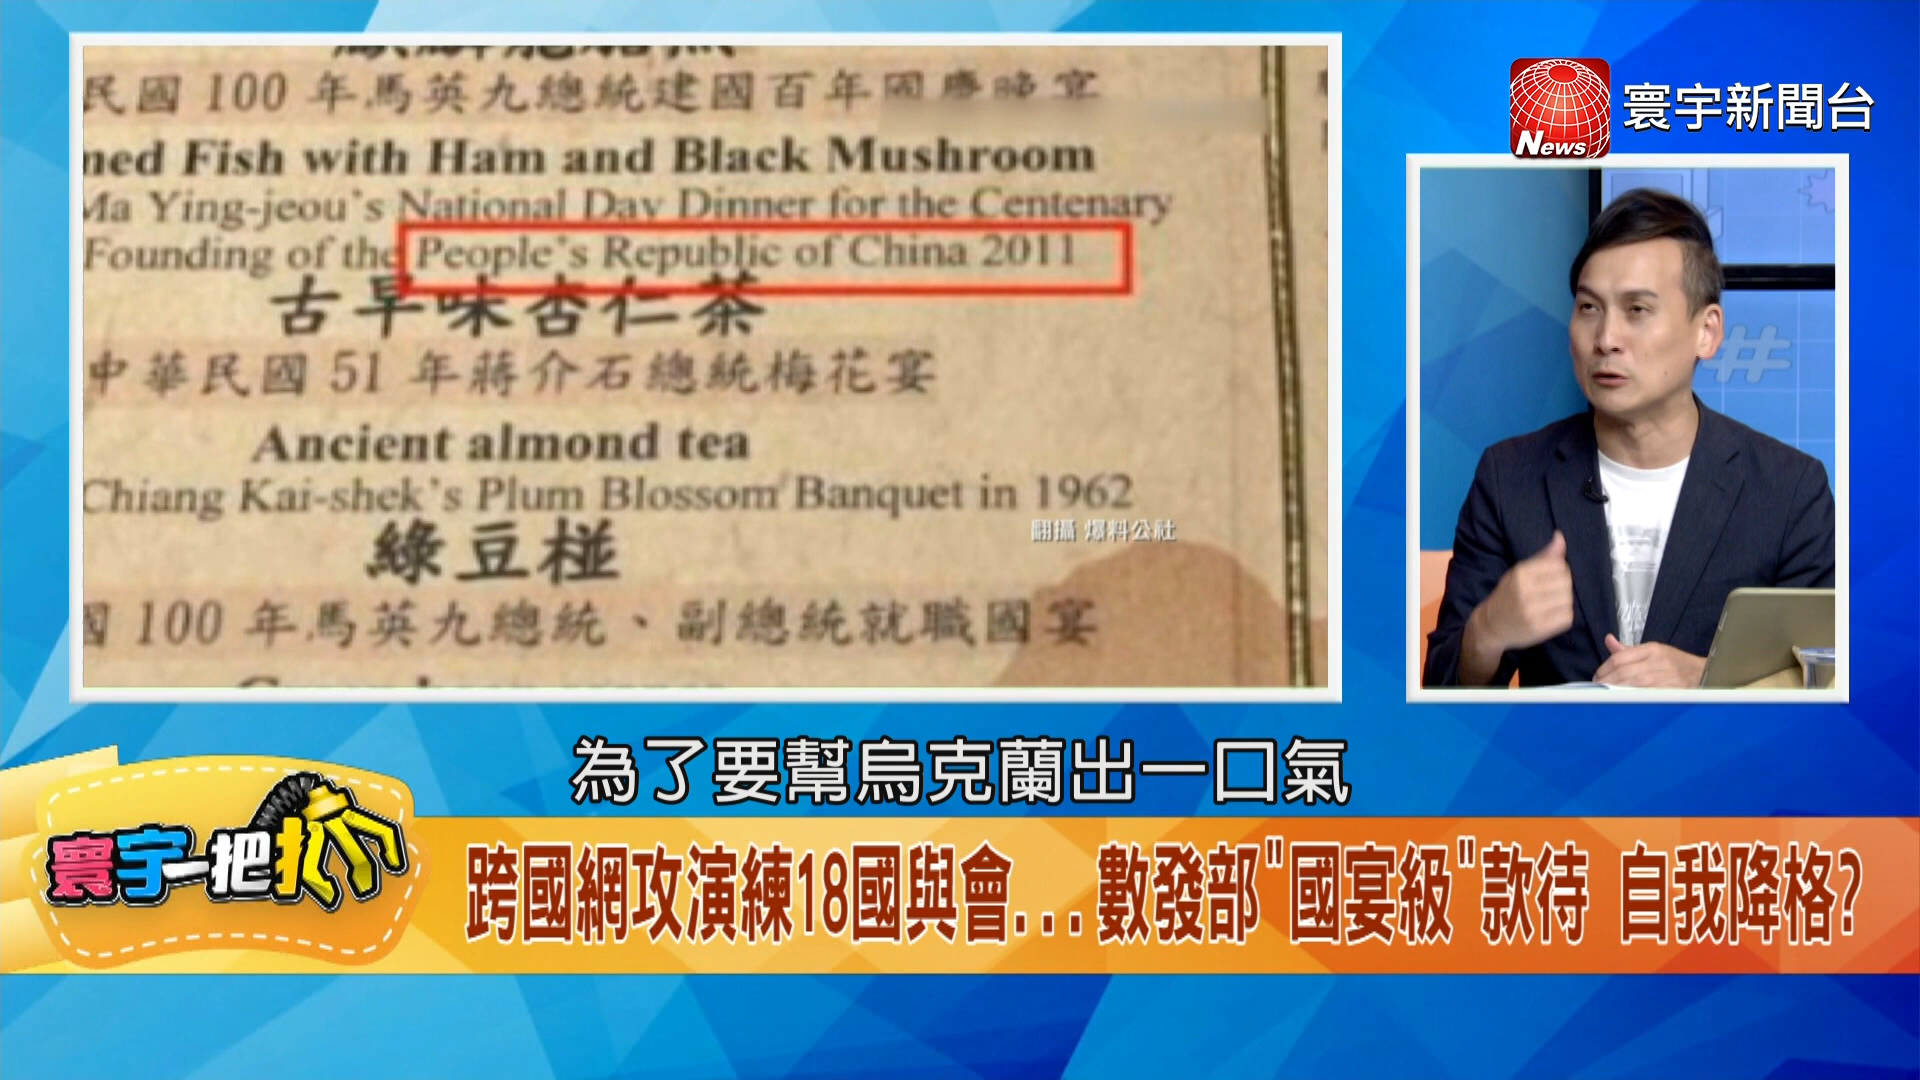 民國 100 年馬英九總統建國百年國慶晚宴
med Fish with Ham and Black Mushroom
Ma Ying-jeou's National Day Dinner for the Centenary
Founding of the People's Republic of China 2011
古早味杏仁茶
中華民國 51 年蔣介石總統梅花宴
Ancient almond tea
Chiang Kai-shek's Plum Blossom Banquet in 1962
翻攝 爆料公社
綠豆椪
國 100 年馬英九總統、副總統就職國宴
News
寰宇新聞台
#
為了要幫烏克蘭出一口氣
寰宇一把抓
跨國網攻演練18國與會...數發部"國宴級"款待 自我降格?